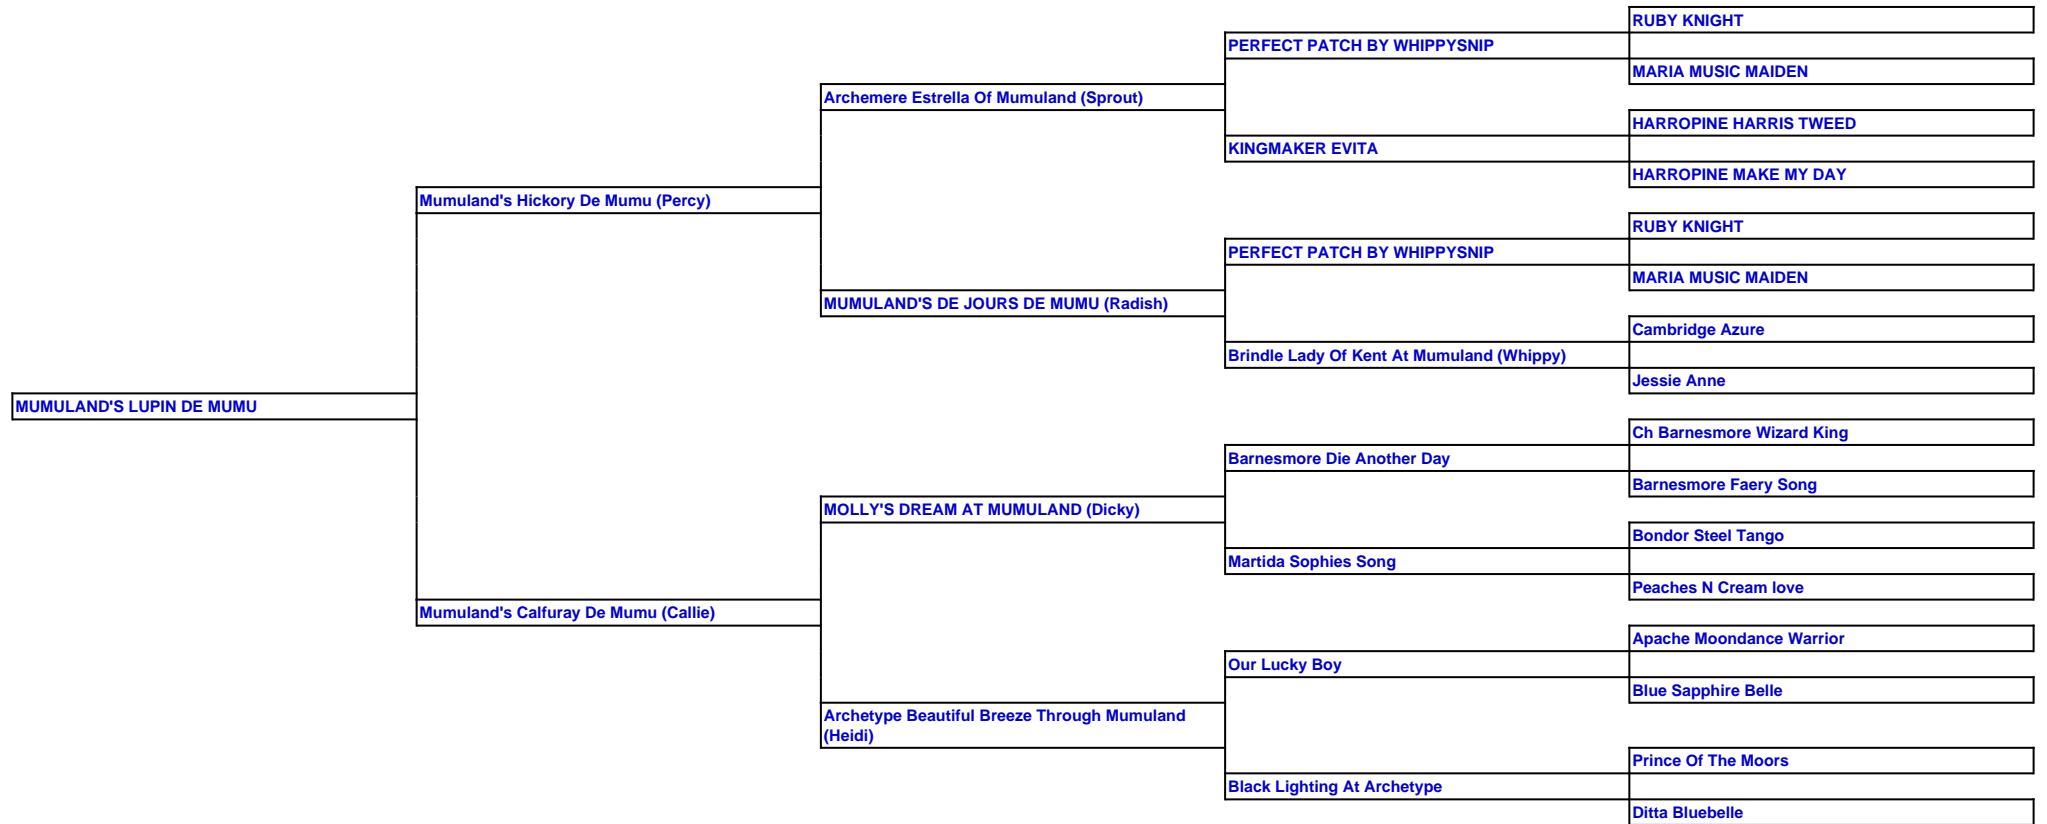 RUBY KNIGHT
PERFECT PATCH BY WHIPPYSNIP
MARIA MUSIC MAIDEN
Archemere Estrella Of Mumuland (Sprout)
HARROPINE HARRIS TWEED
KINGMAKER EVITA
HARROPINE MAKE MY DAY
Mumuland's Hickory De Mumu (Percy)
RUBY KNIGHT
PERFECT PATCH BY WHIPPYSNIP
MARIA MUSIC MAIDEN
MUMULAND'S DE JOURS DE MUMU (Radish)
Cambridge Azure
Brindle Lady Of Kent At Mumuland (Whippy)
Jessie Anne
MUMULAND'S LUPIN DE MUMU
Ch Barnesmore Wizard King
Barnesmore Die Another Day
Barnesmore Faery Song
MOLLY'S DREAM AT MUMULAND (Dicky)
Bondor Steel Tango
Martida Sophies Song
Peaches N Cream love
Mumuland's Calfuray De Mumu (Callie)
Apache Moondance Warrior
Our Lucky Boy
Blue Sapphire Belle
Archetype Beautiful Breeze Through Mumuland
(Heidi)
Prince Of The Moors
Black Lighting At Archetype
Ditta Bluebelle